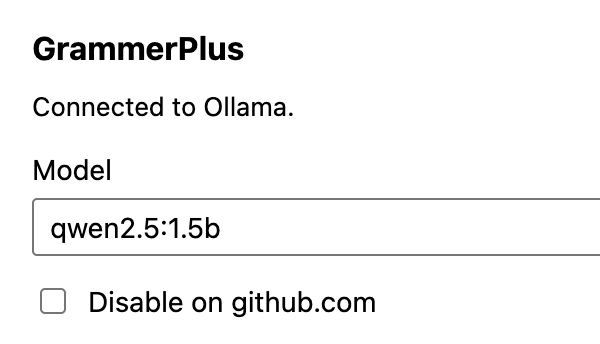 GrammerPlus
Connected to Ollama.
Model
qwen2.5:1.5b
Disable on github.com